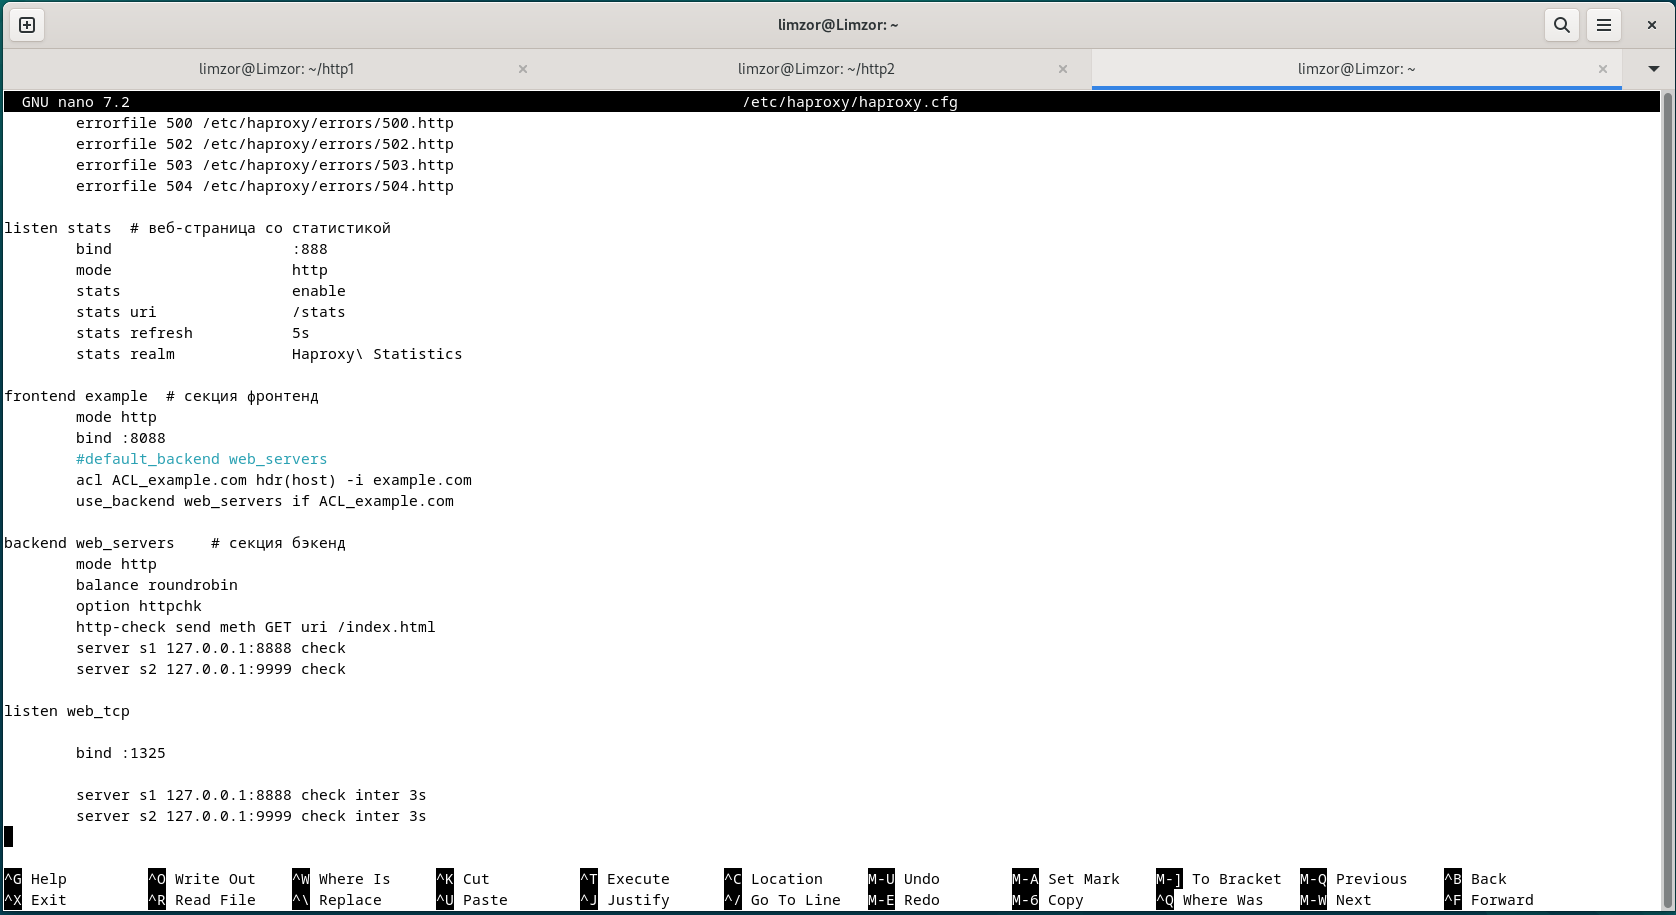 limzor@Limzor: ~
limzor@Limzor: ~/http1
limzor@Limzor: ~/http2
limzor@Limzor: ~
GNU nano 7.2 /etc/haproxy/haproxy.cfg
errorfile 500 /etc/haproxy/errors/500.http
errorfile 502 /etc/haproxy/errors/502.http
errorfile 503 /etc/haproxy/errors/503.http
errorfile 504 /etc/haproxy/errors/504.http
listen stats  # веб-страница со статистикой
bind                    :888
mode                    http
stats                   enable
stats uri               /stats
stats refresh           5s
stats realm             Haproxy\ Statistics
frontend example  # секция фронтенд
mode http
bind :8088
#default_backend web_servers
acl ACL_example.com hdr(host) -i example.com
use_backend web_servers if ACL_example.com
backend web_servers    # секция бэкенд
mode http
balance roundrobin
option httpchk
http-check send meth GET uri /index.html
server s1 127.0.0.1:8888 check
server s2 127.0.0.1:9999 check
listen web_tcp
bind :1325
server s1 127.0.0.1:8888 check inter 3s
server s2 127.0.0.1:9999 check inter 3s
^G Help ^O Write Out ^W Where Is ^K Cut ^T Execute ^C Location M-U Undo M-A Set Mark M-] To Bracket M-Q Previous ^B Back
^X Exit ^R Read File ^\ Replace ^U Paste ^J Justify ^/ Go To Line M-E Redo M-6 Copy ^Q Where Was M-W Next ^F Forward